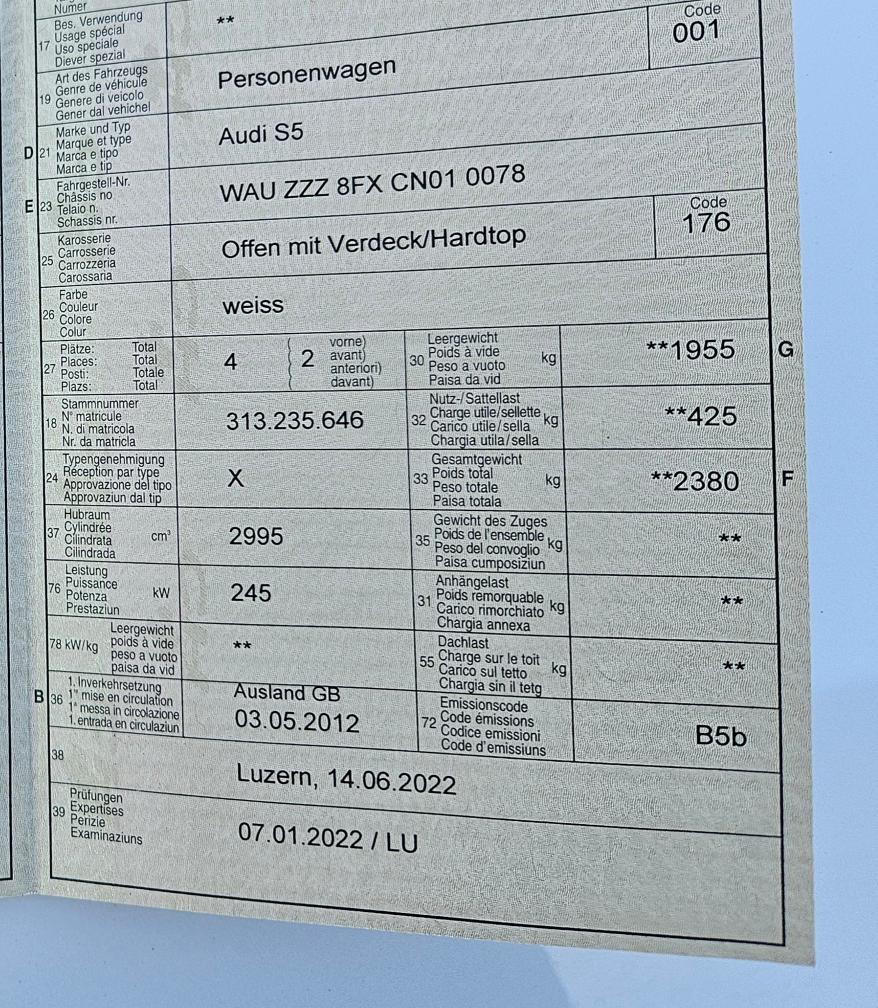 Numer
17 Bes. Verwendung
Usage spécial
Uso speciale
Diever spezial
**
19 Art des Fahrzeugs
Genre de véhicule
Genere di veicolo
Gener dal vehichel
Personenwagen
Code
001
D 21 Marke und Typ
Marque et type
Marca e tipo
Marca e tip
Audi S5
E 23 Fahrgestell-Nr.
Châssis no
Telaio n.
Schassis nr.
WAU ZZZ 8FX CN01 0078
25 Karosserie
Carrosserie
Carrozzeria
Carossaria
Offen mit Verdeck/Hardtop
Code
176
26 Farbe
Couleur
Colore
Colur
weiss
27 Plätze: Total
Places: Total
Posti: Totale
Plazs: Total
4
2
vorne)
avant)
anteriori)
davant)
30 Leergewicht
Poids à vide
Peso a vuoto
Paisa da vid
kg
**1955 G
18 Stammnummer
N° matricule
N. di matricola
Nr. da matricla
313.235.646
32 Nutz-/Sattellast
Charge utile/sellette
Carico utile/sella
Chargia utila/sella
kg
**425
24 Typengenehmigung
Réception par type
Approvazione del tipo
Approvaziun dal tip
X
33 Gesamtgewicht
Poids total
Peso totale
Paisa totala
kg
**2380 F
37 Hubraum
Cylindrée
Cilindrata
Cilindrada
cm³
2995
35 Gewicht des Zuges
Poids de l'ensemble
Peso del convoglio
Paisa cumposiziun
kg
**
76 Leistung
Puissance
Potenza
Prestaziun
kW
245
31 Anhängelast
Poids remorquable
Carico rimorchiato
Chargia annexa
kg
**
78 kW/kg
Leergewicht
poids à vide
peso a vuoto
paisa da vid
**
55 Dachlast
Charge sur le toit
Carico sul tetto
Chargia sin il tetg
kg
**
B 36 1. Inverkehrsetzung
1re mise en circulation
1a messa in circolazione
1. entrada en circulaziun
Ausland GB
03.05.2012
72 Emissionscode
Code émissions
Codice emissioni
Code d'emissiuns
B5b
38
Luzern, 14.06.2022
39 Prüfungen
Expertises
Perizie
Examinaziuns
07.01.2022 / LU